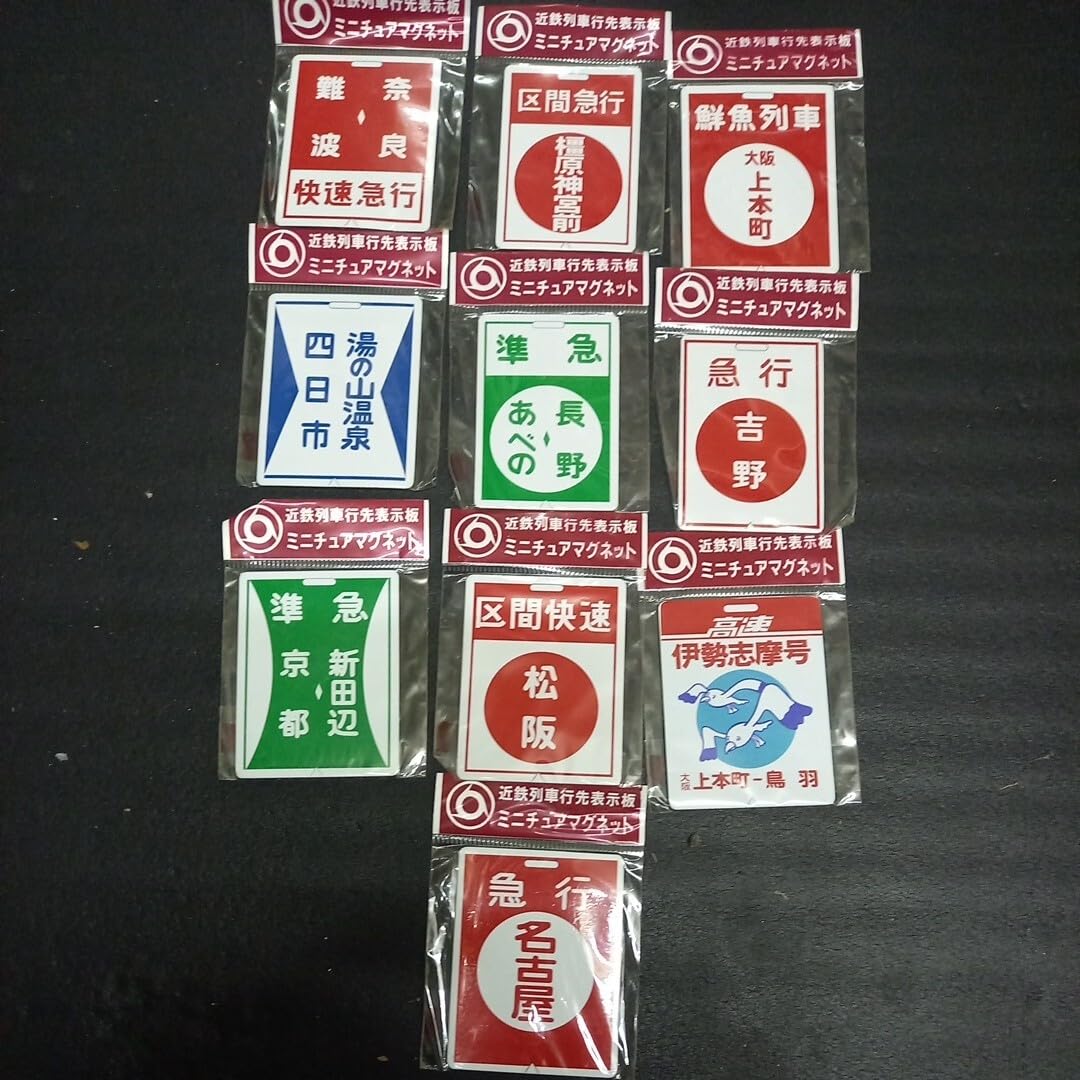 近鉄列車行先表示板
ミニチュアマグネット
難波
奈良
快速急行
近鉄列車行先表示板
ミニチュアマグネット
区間急行
橿原神宮前
近鉄列車行先表示板
ミニチュアマグネット
鮮魚列車
大阪
上本町
近鉄列車行先表示板
ミニチュアマグネット
湯の山温泉
四日市
近鉄列車行先表示板
ミニチュアマグネット
準急
長野
あべの
近鉄列車行先表示板
ミニチュアマグネット
急行
吉野
近鉄列車行先表示板
ミニチュアマグネット
準急
新田辺
京都
近鉄列車行先表示板
ミニチュアマグネット
区間快速
松阪
近鉄列車行先表示板
ミニチュアマグネット
高速
伊勢志摩号
大阪上本町-鳥羽
近鉄列車行先表示板
ミニチュアマグネット
急行
名古屋